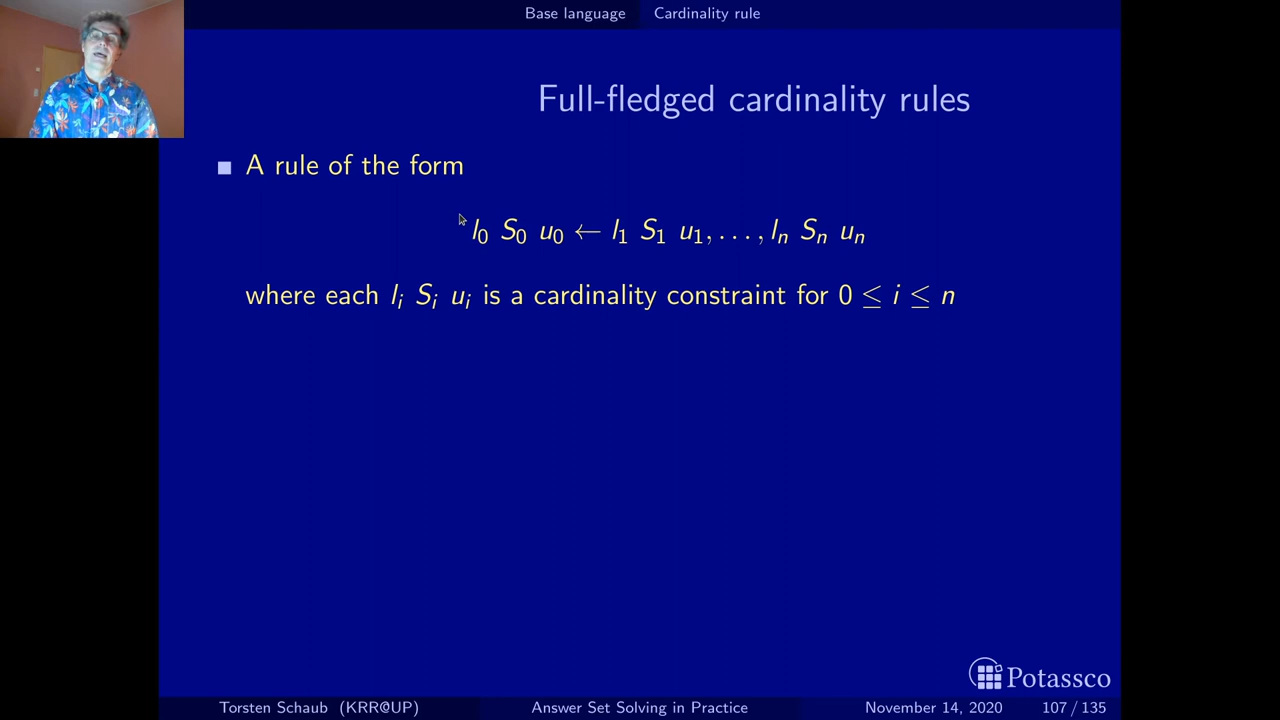 Base language Cardinality rule
Full-fledged cardinality rules
A rule of the form
l₀ S₀ u₀ ← l₁ S₁ u₁, . . . , lₙ Sₙ uₙ
where each lᵢ Sᵢ uᵢ is a cardinality constraint for 0 ≤ i ≤ n
Potassco
Torsten Schaub (KRR@UP) Answer Set Solving in Practice November 14, 2020 107 / 135